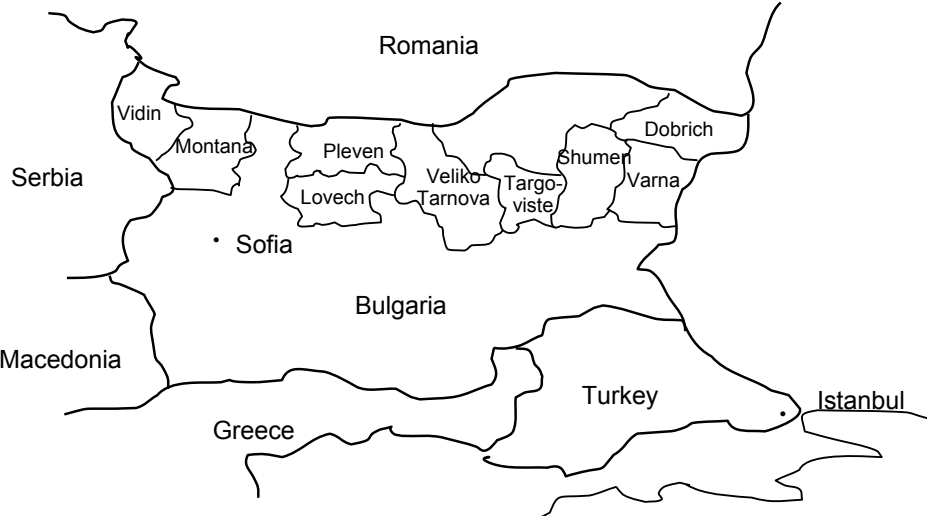 Romania
Vidin
Dobrich
Montana
Pleven
Shumen
Serbia
Veliko
Tarnova
Targo-
viste
Varna
Lovech
Sofia
Bulgaria
Macedonia
Turkey
Istanbul
Greece